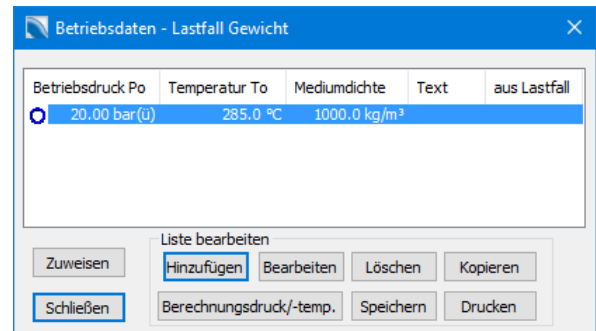 Betriebsdaten - Lastfall Gewicht
Betriebsdruck Po Temperatur To Mediumdichte Text aus Lastfall
20.00 bar(ü) 285.0 °C 1000.0 kg/m³
Liste bearbeiten
Zuweisen Hinzufügen Bearbeiten Löschen Kopieren
Schließen Berechnungsdruck/-temp. Speichern Drucken